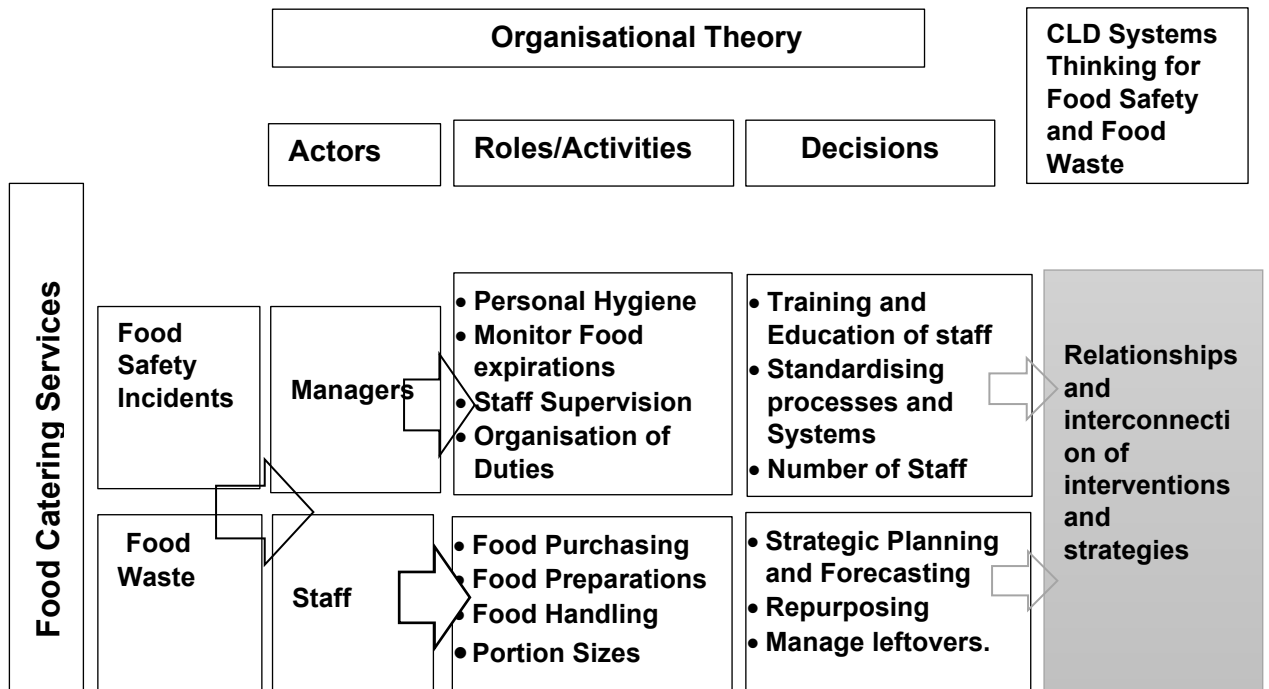 Organisational Theory
CLD Systems
Thinking for
Food Safety
and Food
Waste
Actors
Roles/Activities
Decisions
Food Catering Services
Food
Safety
Incidents
Managers
• Personal Hygiene
• Monitor Food
expirations
• Staff Supervision
• Organisation of
Duties
• Training and
Education of staff
• Standardising
processes and
Systems
• Number of Staff
Relationships
and
interconnecti
on of
interventions
and
strategies
Food
Waste
Staff
• Food Purchasing
• Food Preparations
• Food Handling
• Portion Sizes
• Strategic Planning
and Forecasting
• Repurposing
• Manage leftovers.